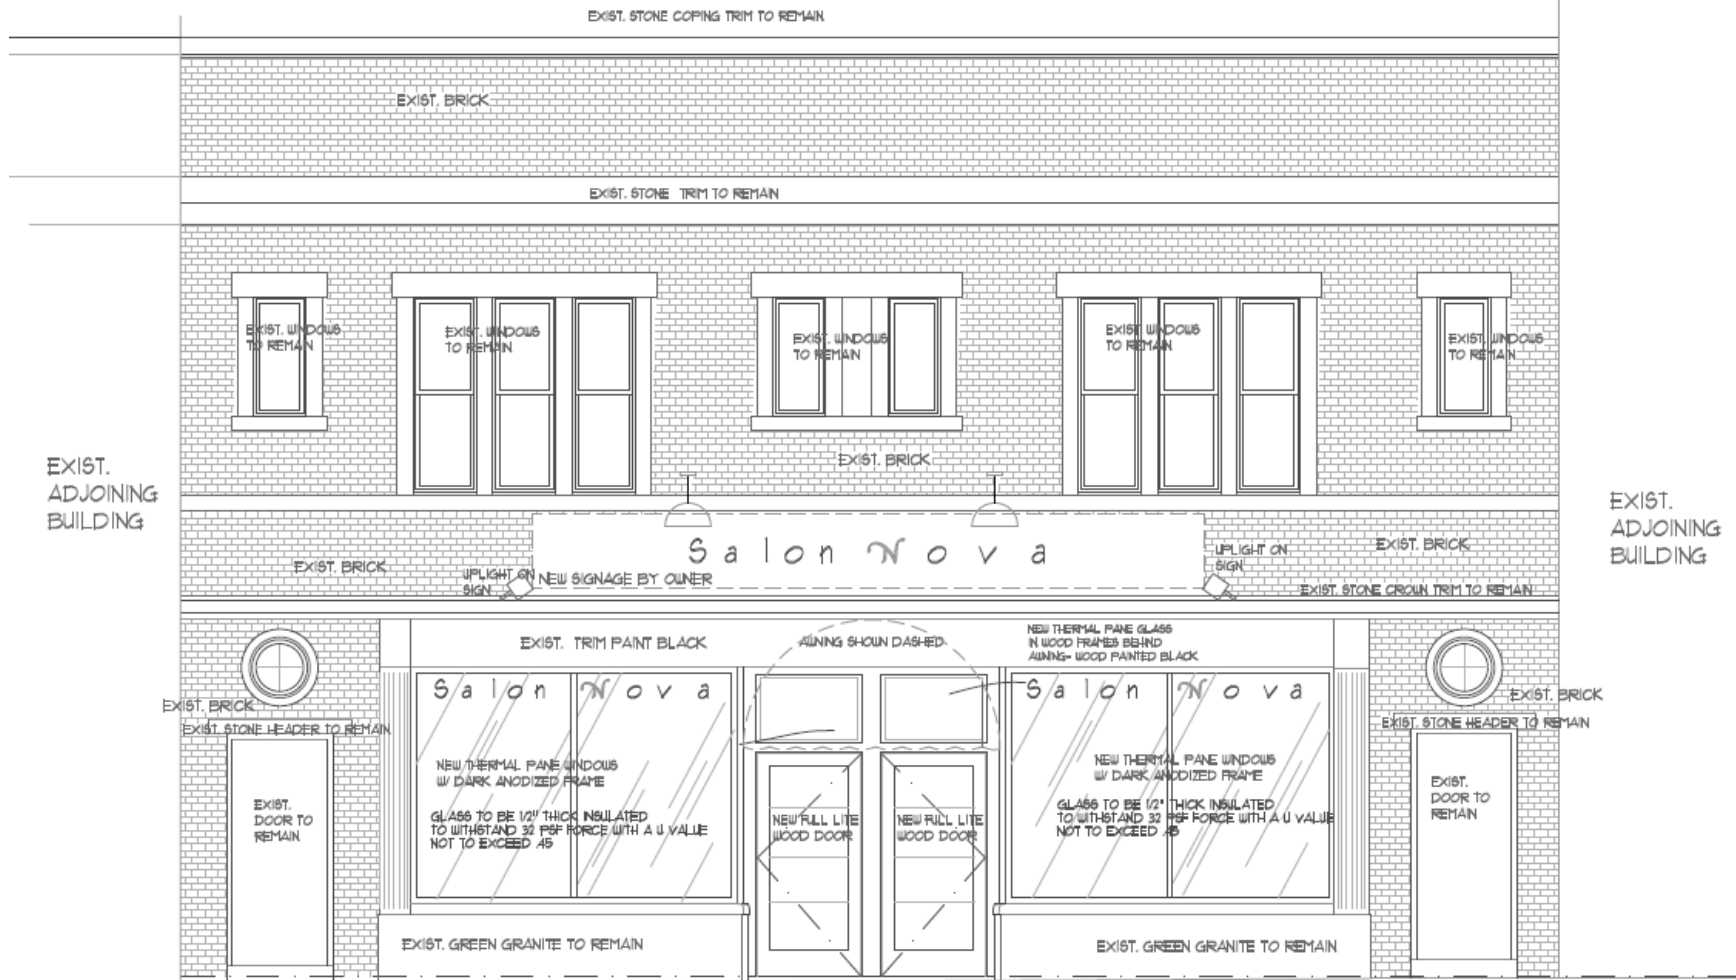 EXIST. STONE COPING TRIM TO REMAIN
EXIST. BRICK
EXIST. STONE TRIM TO REMAIN
EXIST. WINDOWS
TO REMAIN
EXIST. WINDOWS
TO REMAIN
EXIST. WINDOWS
TO REMAIN
EXIST. WINDOWS
TO REMAIN
EXIST. WINDOWS
TO REMAIN
EXIST. BRICK
EXIST.
ADJOINING
BUILDING
EXIST.
ADJOINING
BUILDING
Salon Nova
EXIST. BRICK
UPLIGHT ON
SIGN
NEW SIGNAGE BY OWNER
UPLIGHT ON
SIGN
EXIST. BRICK
EXIST. STONE CROWN TRIM TO REMAIN
EXIST. TRIM PAINT BLACK
AWNING SHOWN DASHED
NEW THERMAL PANE GLASS
IN WOOD FRAMES BEHIND
AWNING- WOOD PAINTED BLACK
Salon Nova
Salon Nova
EXIST. BRICK
EXIST. STONE HEADER TO REMAIN
EXIST. BRICK
EXIST. STONE HEADER TO REMAIN
NEW THERMAL PANE WINDOWS
W/ DARK ANODIZED FRAME
GLASS TO BE 1/2" THICK INSULATED
TO WITHSTAND 32 PSF FORCE WITH A U VALUE
NOT TO EXCEED .45
NEW THERMAL PANE WINDOWS
W/ DARK ANODIZED FRAME
GLASS TO BE 1/2" THICK INSULATED
TO WITHSTAND 32 PSF FORCE WITH A U VALUE
NOT TO EXCEED .45
EXIST.
DOOR TO
REMAIN
NEW FULL LITE
WOOD DOOR
NEW FULL LITE
WOOD DOOR
EXIST.
DOOR TO
REMAIN
EXIST. GREEN GRANITE TO REMAIN
EXIST. GREEN GRANITE TO REMAIN